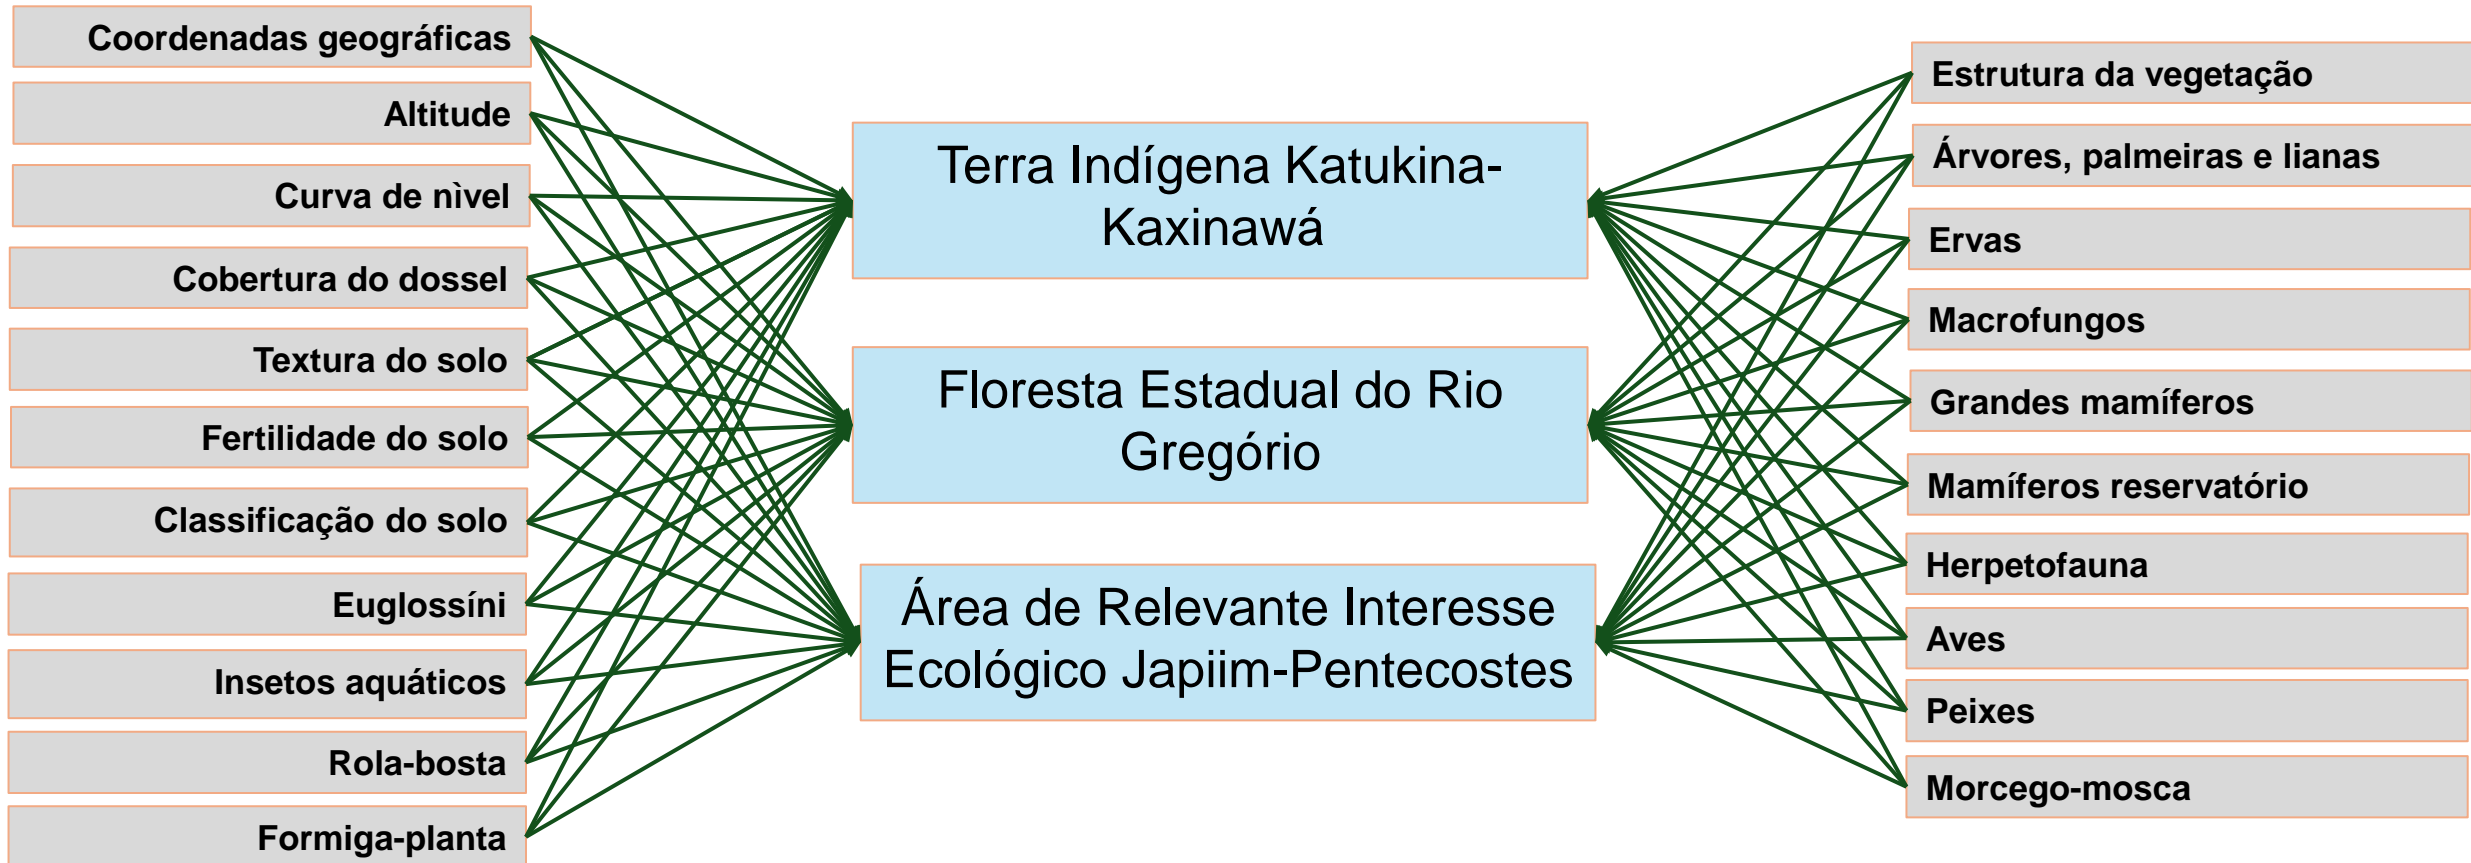 Coordenadas geográficas
Altitude
Curva de nìvel
Cobertura do dossel
Textura do solo
Fertilidade do solo
Classificação do solo
Euglossíni
Insetos aquáticos
Rola-bosta
Formiga-planta
Terra Indígena Katukina-
Kaxinawá
Floresta Estadual do Rio
Gregório
Área de Relevante Interesse
Ecológico Japiim-Pentecostes
Estrutura da vegetação
Árvores, palmeiras e lianas
Ervas
Macrofungos
Grandes mamíferos
Mamíferos reservatório
Herpetofauna
Aves
Peixes
Morcego-mosca